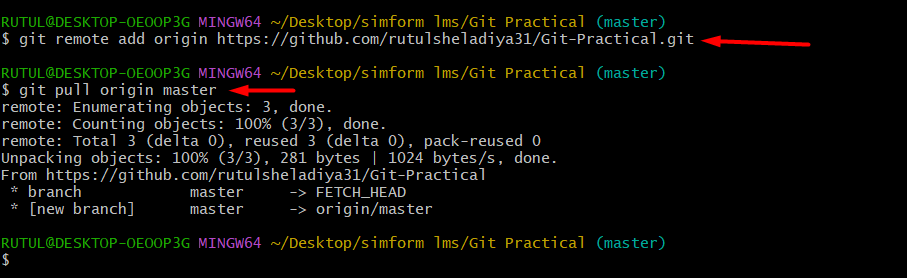 RUTUL@DESKTOP-OEOOP3G MINGW64 ~/Desktop/simform lms/Git Practical (master)
$ git remote add origin https://github.com/rutulsheladiya31/Git-Practical.git
RUTUL@DESKTOP-OEOOP3G MINGW64 ~/Desktop/simform lms/Git Practical (master)
$ git pull origin master
remote: Enumerating objects: 3, done.
remote: Counting objects: 100% (3/3), done.
remote: Total 3 (delta 0), reused 3 (delta 0), pack-reused 0
Unpacking objects: 100% (3/3), 281 bytes | 1024 bytes/s, done.
From https://github.com/rutulsheladiya31/Git-Practical
 * branch            master     -> FETCH_HEAD
 * [new branch]      master     -> origin/master
RUTUL@DESKTOP-OEOOP3G MINGW64 ~/Desktop/simform lms/Git Practical (master)
$